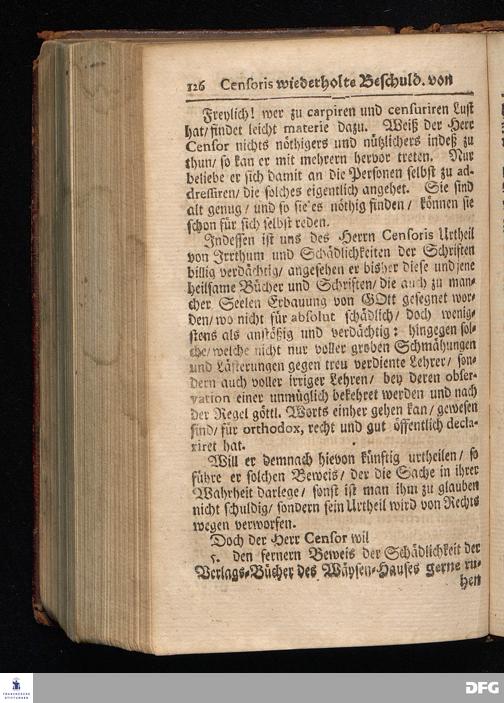 126 Censoris wiederholte Beschuld. von
Freylich! wer zu carpiren und censuriren Lust
hat/ findet leicht materie dazu. Weiß der Herr
Censor nichts nöthigers und nützlichers indeß zu
thun/ so kan er mit mehrern hervor treten. Nur
beliebe er sich damit an die Personen selbst zu ad-
dressiren/ die solches eigentlich angehet. Sie sind
alt genug/ und so sie es nöthig finden/ können sie
schon für sich selbst reden.
Indessen ist uns des Herrn Censoris Urtheil
von Irrthum und Schädlichkeiten der Schriften
billig verdächtig/ angesehen er bisher diese und jene
heilsame Bücher und Schriften/ die auch zu man-
cher Seelen Erbauung von GOtt gesegnet wor-
den/ wo nicht für absolut schädlich/ doch wenig-
stens als anstößig und verdächtig: hingegen sol-
che/ welche nicht nur voller groben Schmähungen
und Lästerungen gegen treu verdiente Lehrer/ son-
dern auch voller irriger Lehren/ bey deren obser-
vation einer unmüglich bekehret werden und nach
der Regel göttl. Worts einher gehen kan/ gewesen
sind/ für orthodox, recht und gut öffentlich decla-
riret hat.
Will er demnach hievon künftig urtheilen/ so
führe er solchen Beweis/ der die Sache in ihrer
Wahrheit darlege/ sonst ist man ihm zu glauben
nicht schuldig/ sondern sein Urtheil wird von Rechts
wegen verworfen.
Doch der Herr Censor wil
5. den fernern Beweis der Schädlichkeit der
Verlags-Bücher des Wäysen-Hauses gerne ru-
hen
FRANCKESCHE
STIFTUNGEN
DFG